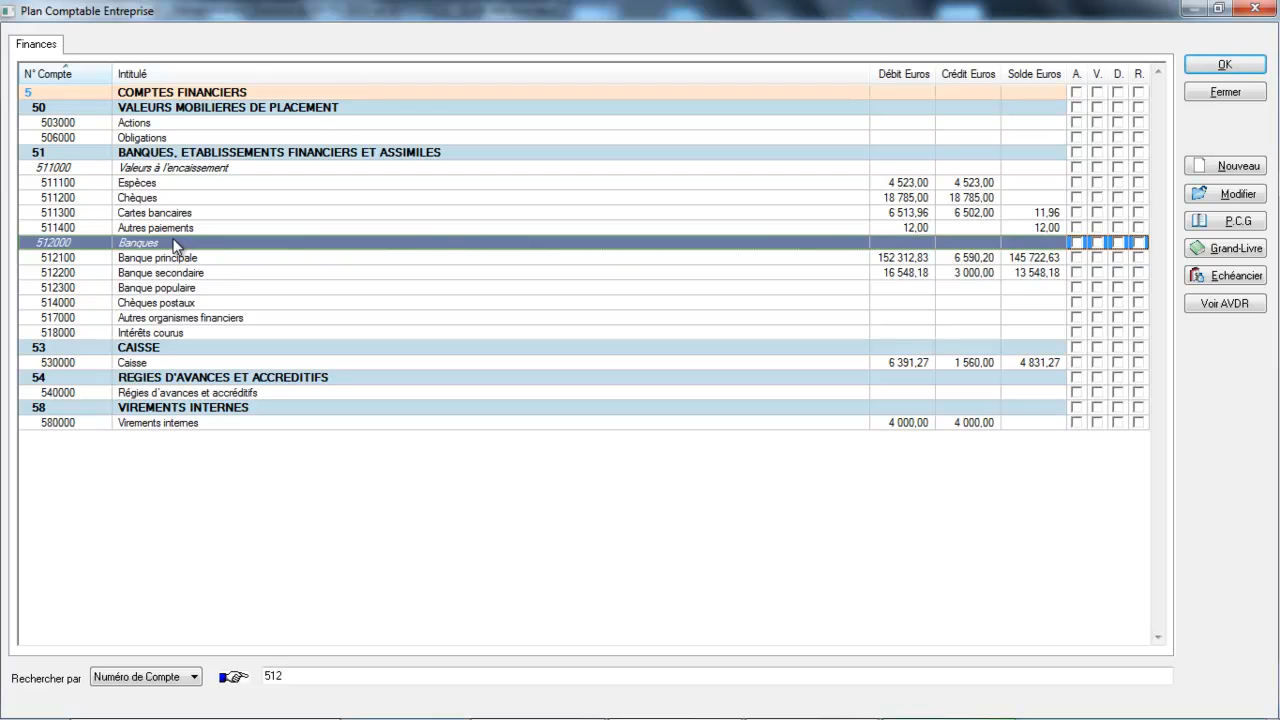 Plan Comptable Entreprise
Finances
N° Compte Intitulé Débit Euros Crédit Euros Solde Euros A. V. D. R.
5 COMPTES FINANCIERS
50 VALEURS MOBILIERES DE PLACEMENT
503000 Actions
506000 Obligations
51 BANQUES, ETABLISSEMENTS FINANCIERS ET ASSIMILES
511000 Valeurs à l'encaissement
511100 Espèces 4 523,00 4 523,00
511200 Chèques 18 785,00 18 785,00
511300 Cartes bancaires 6 513,96 6 502,00 11,96
511400 Autres paiements 12,00 12,00
512000 Banques
512100 Banque principale 152 312,83 6 590,20 145 722,63
512200 Banque secondaire 16 548,18 3 000,00 13 548,18
512300 Banque populaire
514000 Chèques postaux
517000 Autres organismes financiers
518000 Intérêts courus
53 CAISSE
530000 Caisse 6 391,27 1 560,00 4 831,27
54 REGIES D'AVANCES ET ACCREDITIFS
540000 Régies d'avances et accréditifs
58 VIREMENTS INTERNES
580000 Virements internes 4 000,00 4 000,00
OK
Fermer
Nouveau
Modifier
P.C.G
Grand-Livre
Echéancier
Voir AVDR
Rechercher par Numéro de Compte 512